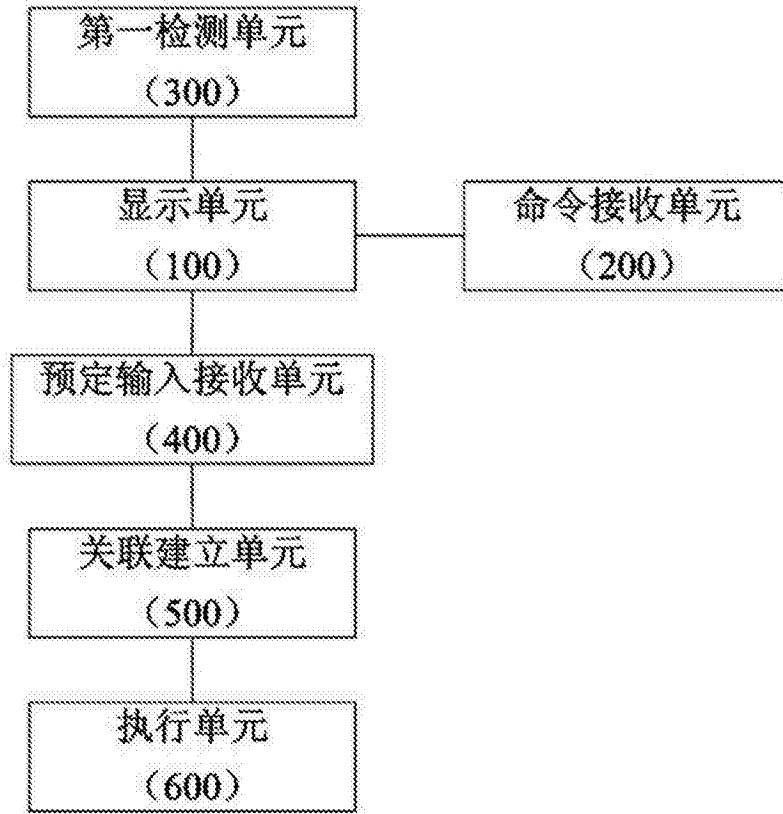 第一检测单元
（300）
显示单元
（100）
命令接收单元
（200）
预定输入接收单元
（400）
关联建立单元
（500）
执行单元
（600）